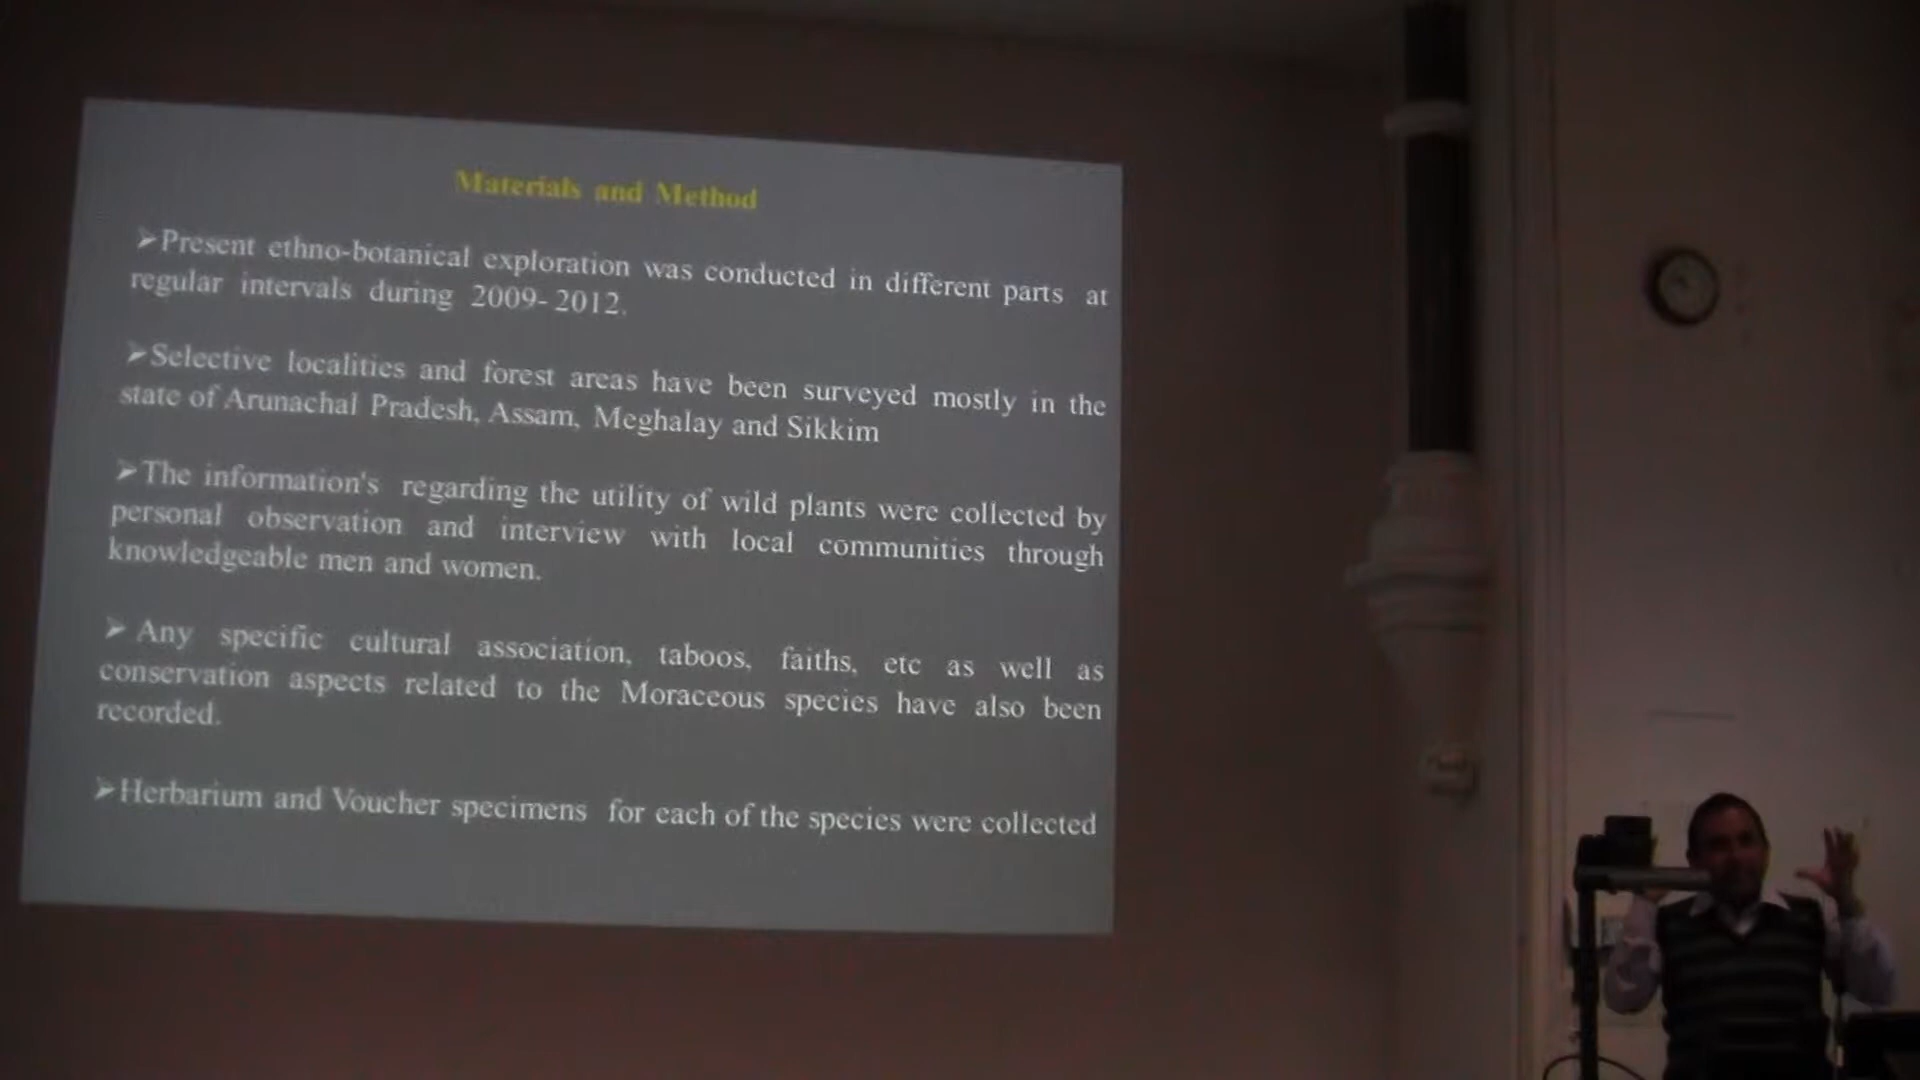 Materials and Method
➢Present ethno-botanical exploration was conducted in different parts at
regular intervals during 2009-2012.
➢Selective localities and forest areas have been surveyed mostly in the
state of Arunachal Pradesh, Assam, Meghalay and Sikkim
➢The information's regarding the utility of wild plants were collected by
personal observation and interview with local communities through
knowledgeable men and women.
➢Any specific cultural association, taboos, faiths, etc as well as
conservation aspects related to the Moraceous species have also been
recorded.
➢Herbarium and Voucher specimens for each of the species were collected